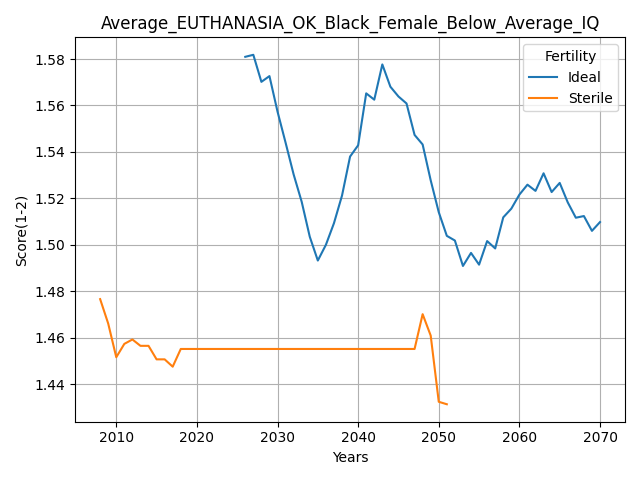 Average_EUTHANASIA_OK_Black_Female_Below_Average_IQ
Fertility
Ideal
Sterile
Score(1-2)
1.58
1.56
1.54
1.52
1.50
1.48
1.46
1.44
2010 2020 2030 2040 2050 2060 2070
Years